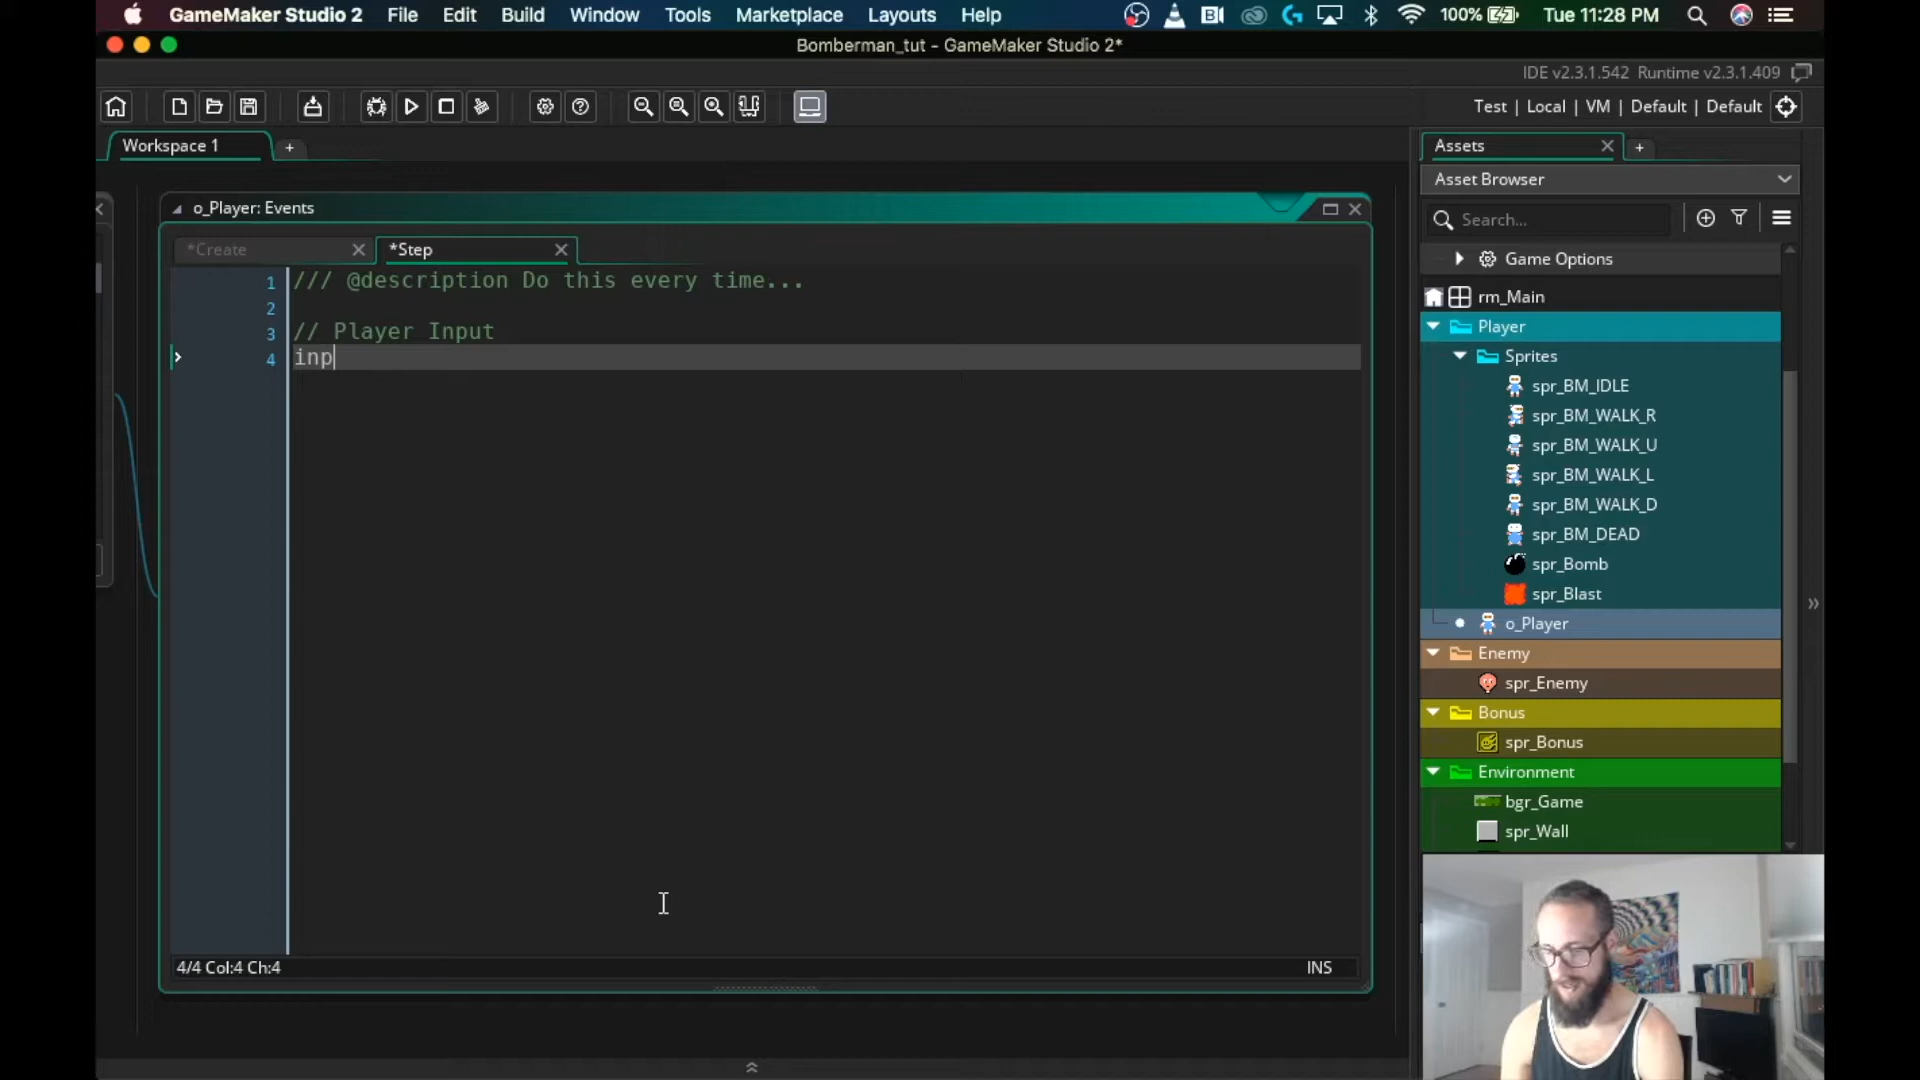 GameMaker Studio 2 File Edit Build Window Tools Marketplace Layouts Help 100% Tue 11:28 PM
Bomberman_tut - GameMaker Studio 2*
IDE v2.3.1.542 Runtime v2.3.1.409
Test | Local | VM | Default | Default
Workspace 1 +
Assets +
Asset Browser
Search...
o_Player: Events
*Create *Step
1 /// @description Do this every time...
2
3 // Player Input
4 inp
4/4 Col:4 Ch:4 INS
Game Options
rm_Main
Player
Sprites
spr_BM_IDLE
spr_BM_WALK_R
spr_BM_WALK_U
spr_BM_WALK_L
spr_BM_WALK_D
spr_BM_DEAD
spr_Bomb
spr_Blast
o_Player
Enemy
spr_Enemy
Bonus
spr_Bonus
Environment
bgr_Game
spr_Wall